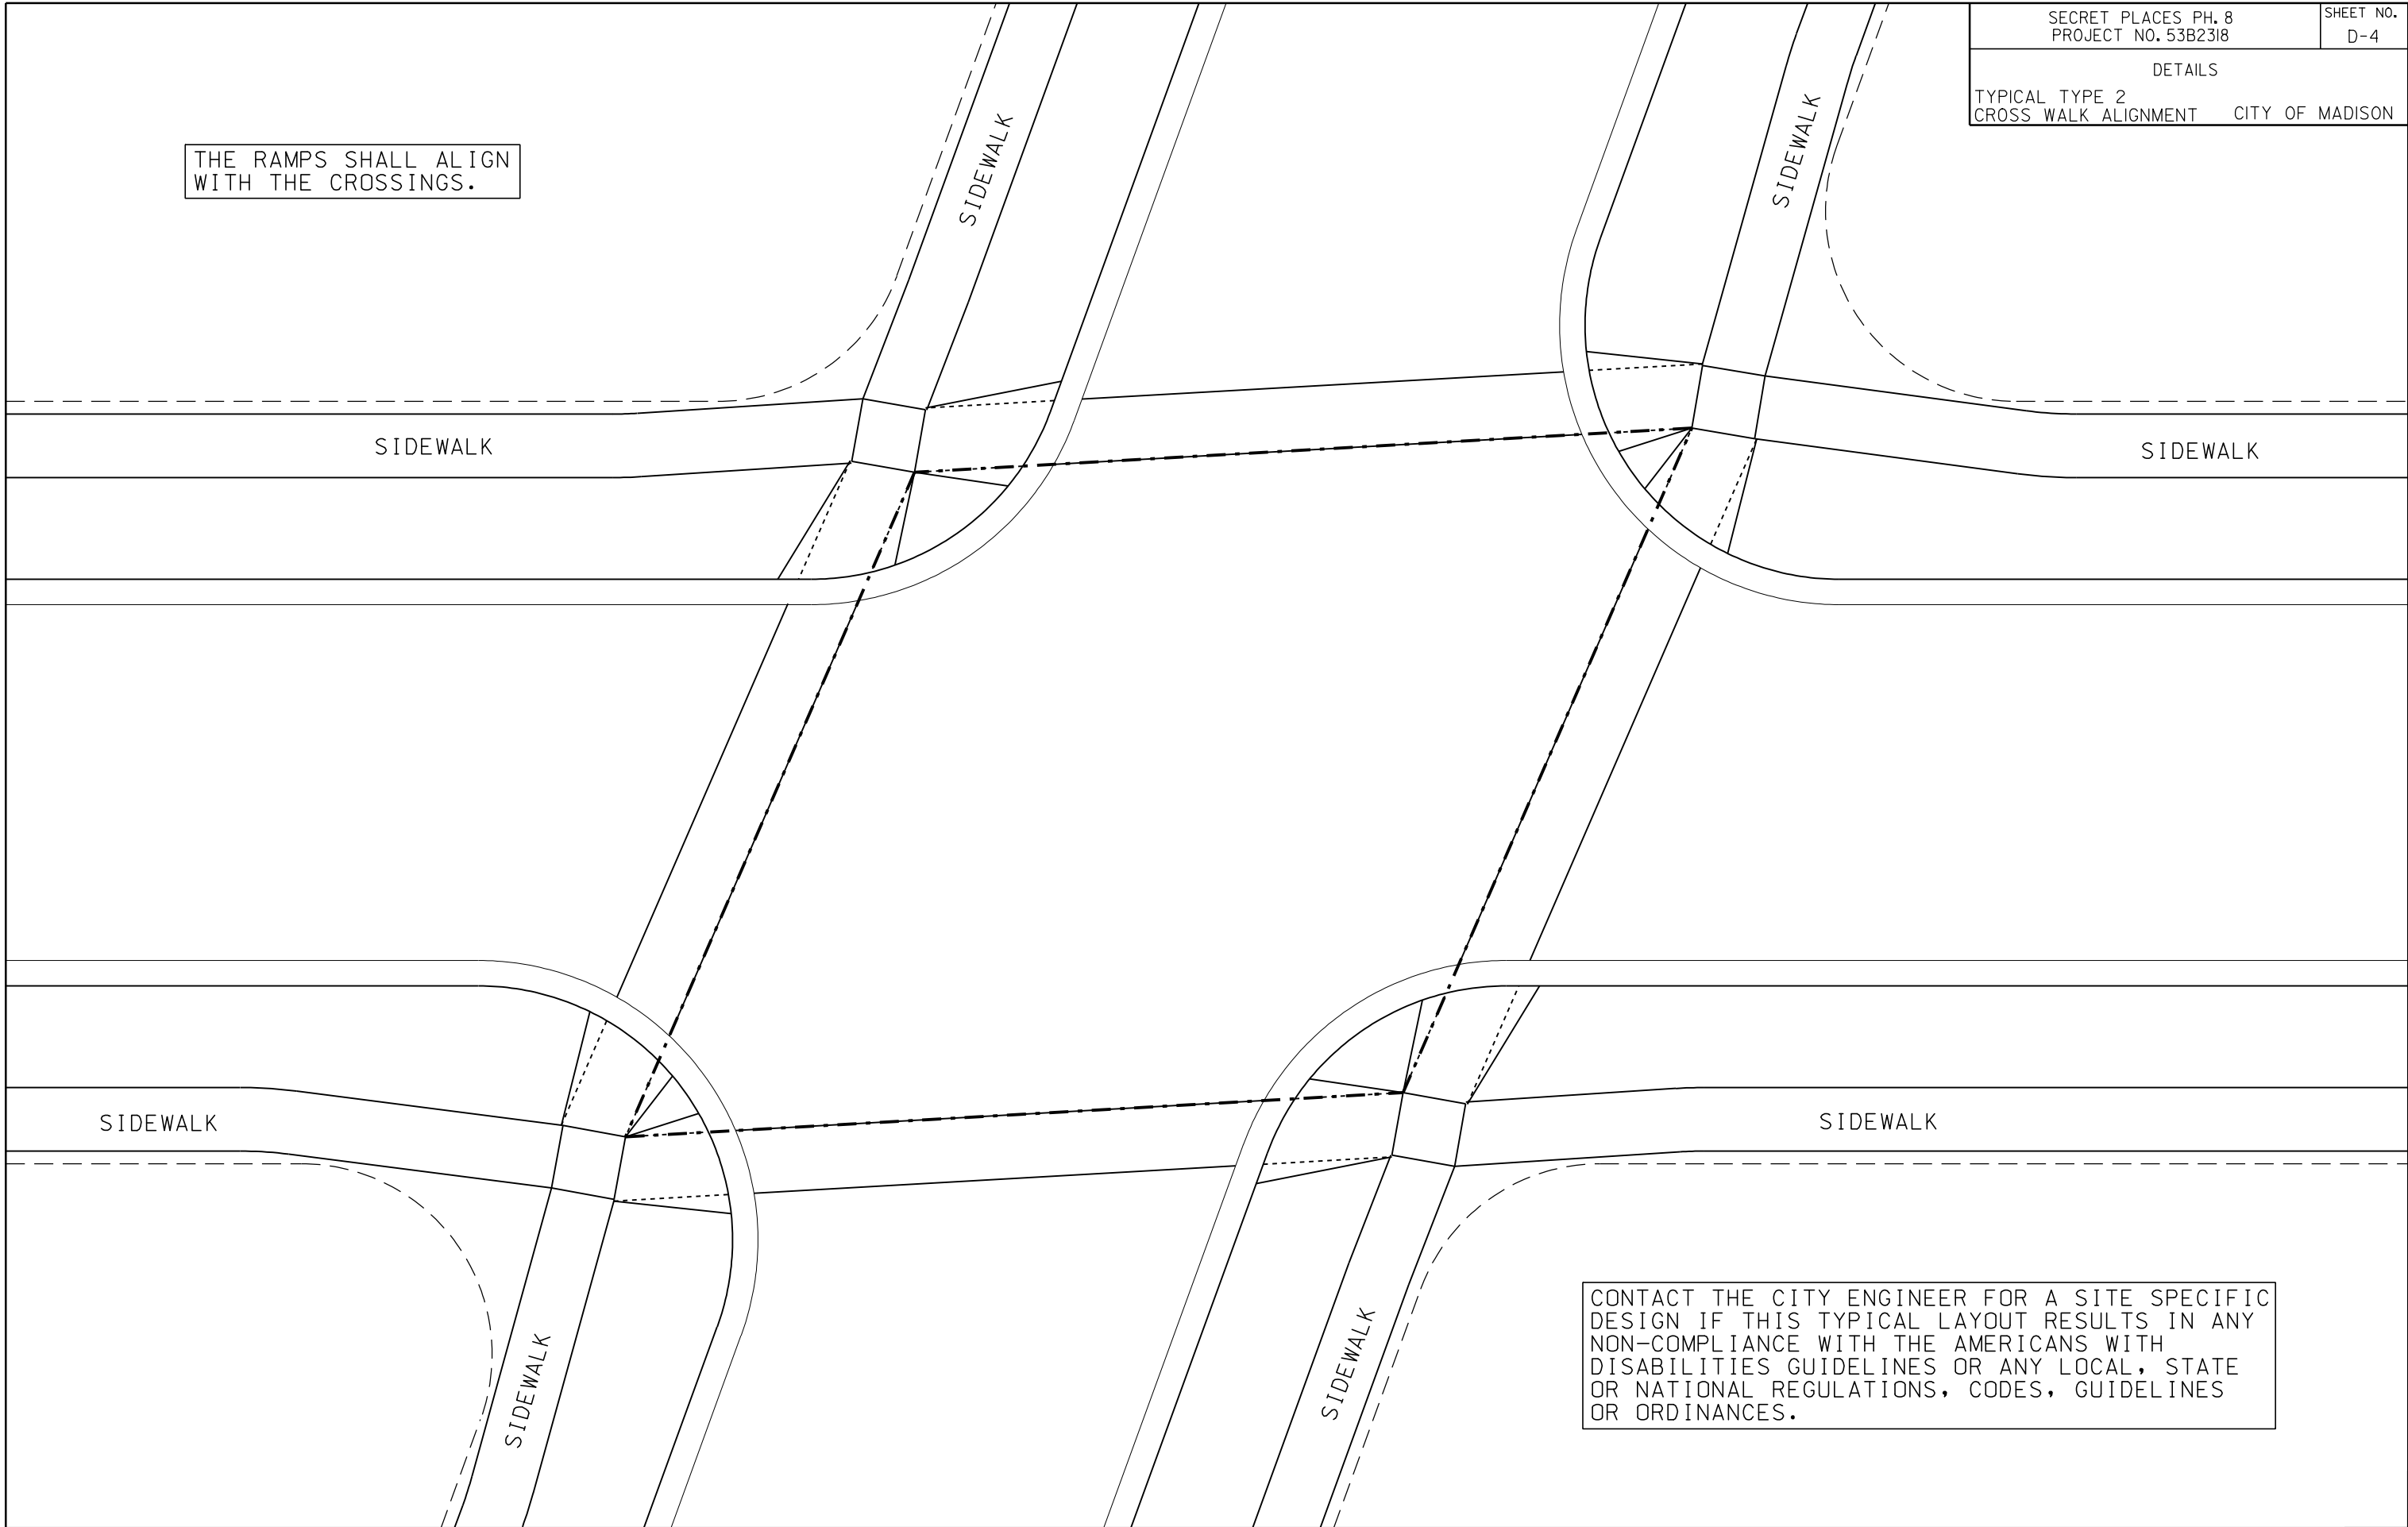 SECRET PLACES PH. 8
PROJECT NO. 53B2318
SHEET NO.
D-4
DETAILS
TYPICAL TYPE 2
CROSS WALK ALIGNMENT CITY OF MADISON
THE RAMPS SHALL ALIGN
WITH THE CROSSINGS.
SIDEWALK
SIDEWALK
SIDEWALK
SIDEWALK
SIDEWALK
SIDEWALK
SIDEWALK
SIDEWALK
CONTACT THE CITY ENGINEER FOR A SITE SPECIFIC
DESIGN IF THIS TYPICAL LAYOUT RESULTS IN ANY
NON-COMPLIANCE WITH THE AMERICANS WITH
DISABILITIES GUIDELINES OR ANY LOCAL, STATE
OR NATIONAL REGULATIONS, CODES, GUIDELINES
OR ORDINANCES.